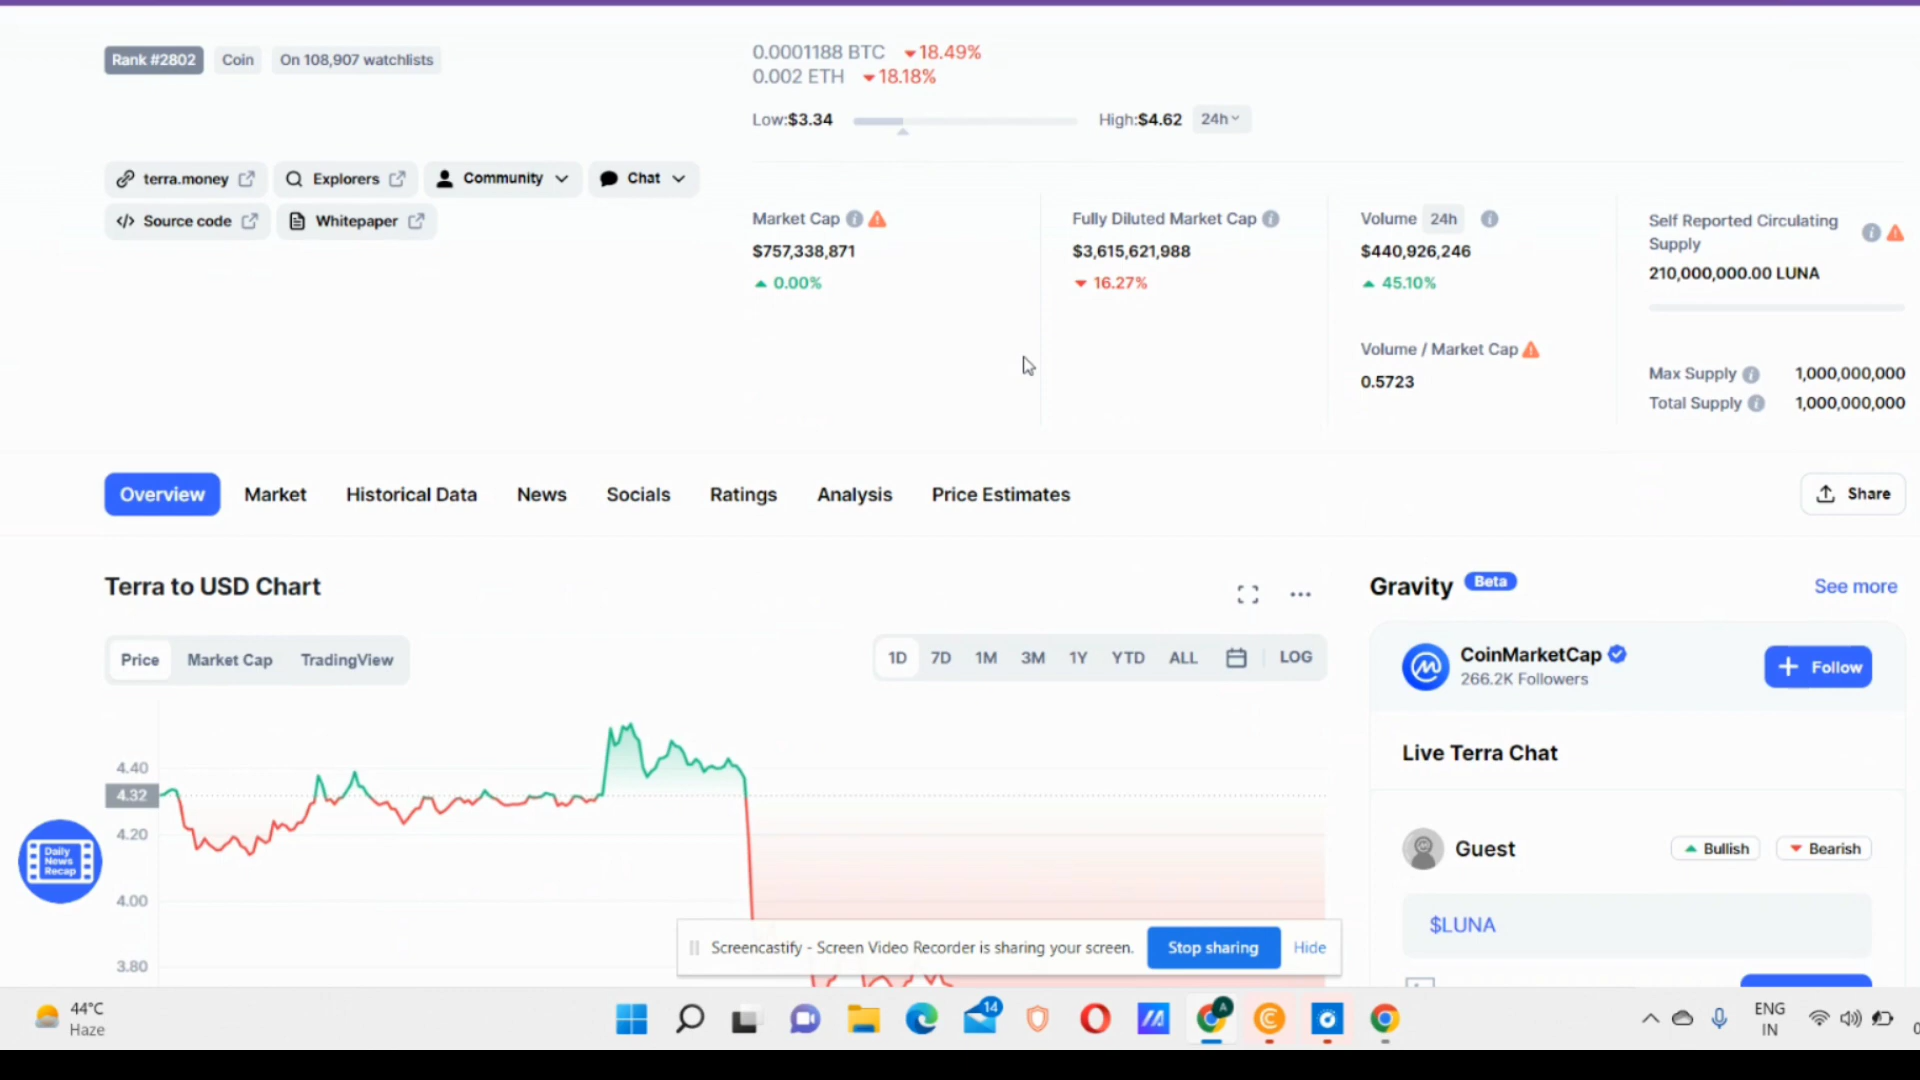 Rank #2802 Coin On 108,907 watchlists
0.0001188 BTC 18.49%
0.002 ETH 18.18%
Low:$3.34 High:$4.62 24h
terra.money Explorers Community Chat
Source code Whitepaper
Market Cap
$757,338,871
0.00%
Fully Diluted Market Cap
$3,615,621,988
16.27%
Volume 24h
$440,926,246
45.10%
Volume / Market Cap
0.5723
Self Reported Circulating
Supply
210,000,000.00 LUNA
Max Supply 1,000,000,000
Total Supply 1,000,000,000
Overview Market Historical Data News Socials Ratings Analysis Price Estimates Share
Terra to USD Chart
Price Market Cap TradingView
1D 7D 1M 3M 1Y YTD ALL LOG
4.40
4.32
4.20
4.00
3.80
Gravity Beta See more
CoinMarketCap
266.2K Followers
Follow
Live Terra Chat
Guest Bullish Bearish
$LUNA
Daily
News
Recap
Screencastify - Screen Video Recorder is sharing your screen. Stop sharing Hide
44°C
Haze
14
A
ENG
IN